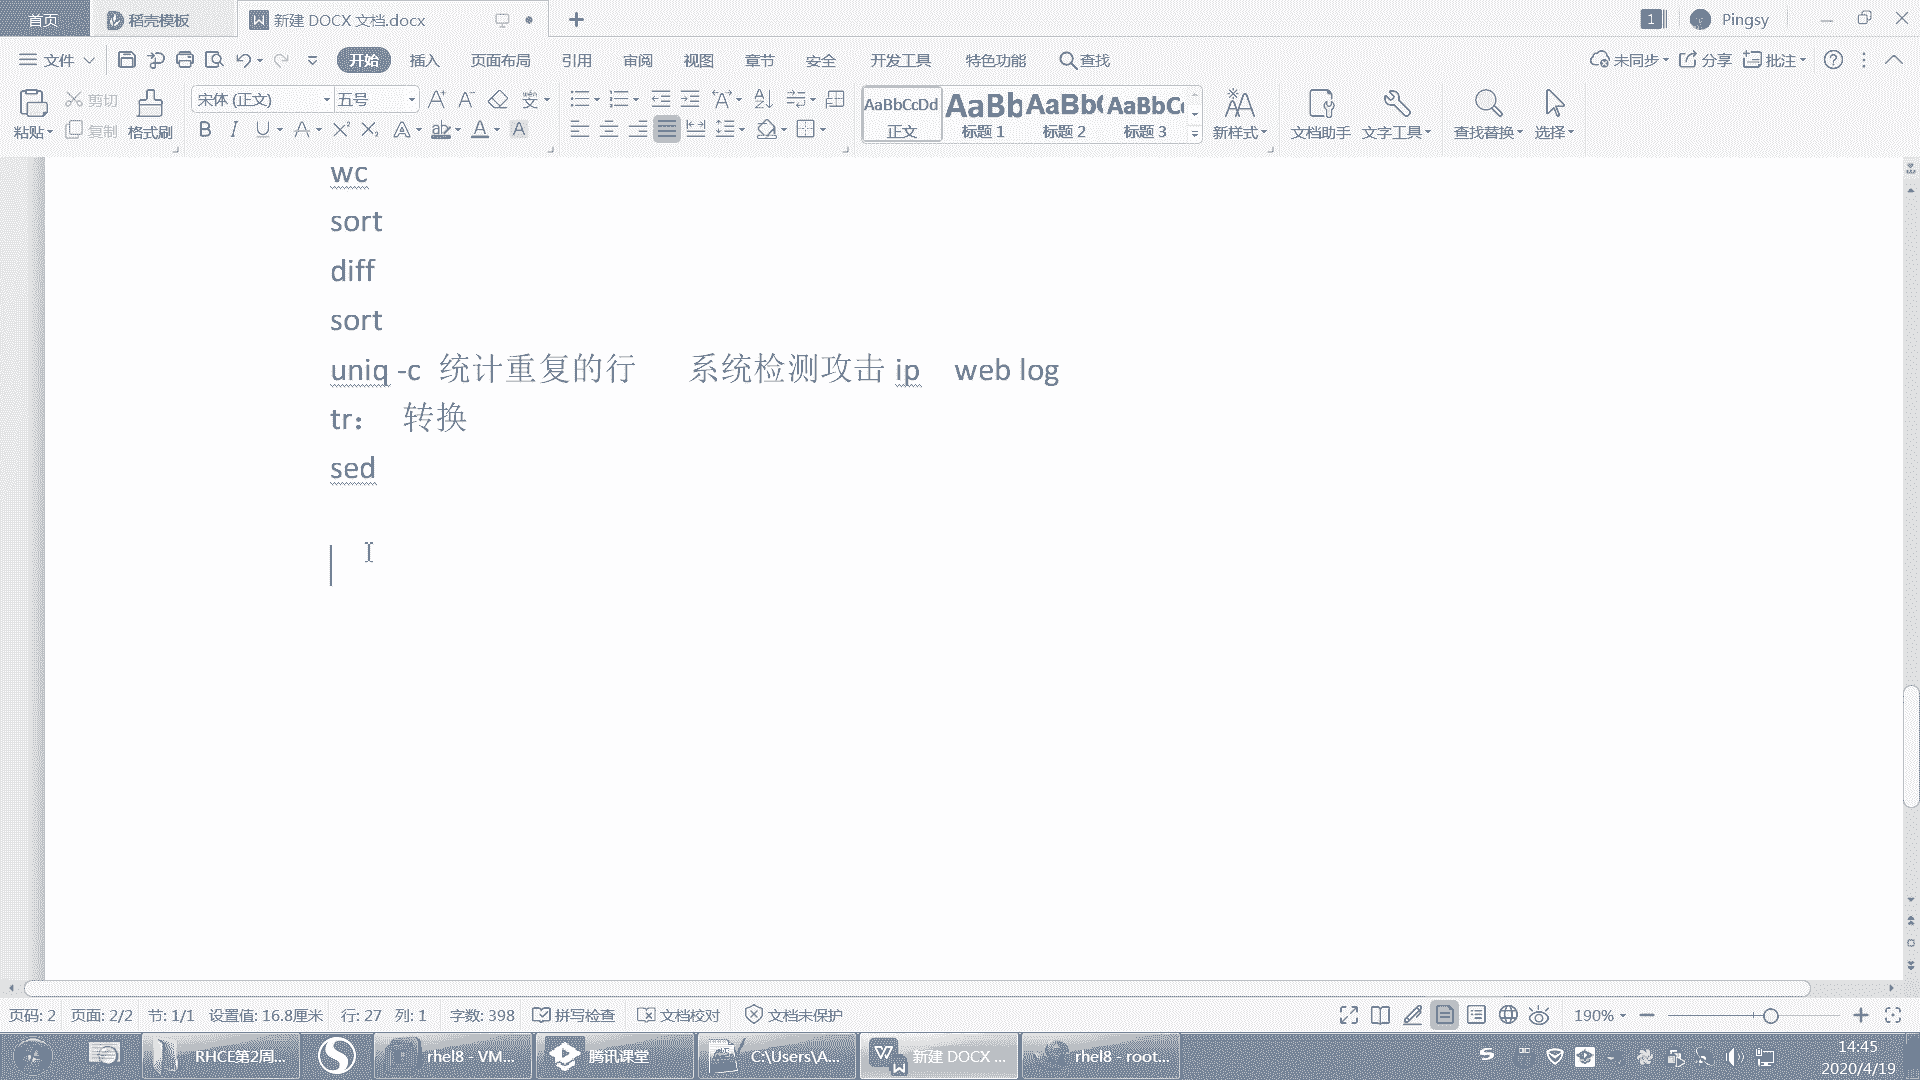 首页 稻壳模板 新建 DOCX 文档.docx 1 Pingsy
文件 开始 插入 页面布局 引用 审阅 视图 章节 安全 开发工具 特色功能 查找 未同步 分享 批注
粘贴 剪切 复制 格式刷 宋体 (正文) 五号 AaBbCcDd AaBb AaBb( AaBbC
正文 标题 1 标题 2 标题 3 新样式 文档助手 文字工具 查找替换 选择
wc
sort
diff
sort
uniq -c 统计重复的行 系统检测攻击 ip web log
tr： 转换
sed
页码: 2 页面: 2/2 节: 1/1 设置值: 16.8厘米 行: 27 列: 1 字数: 398 拼写检查 文档校对 文档未保护 190%
RHCE第2周... rhel8 - VM... 腾讯课堂 C:\Users\A... 新建 DOCX ... rhel8 - root... 14:45
2020/4/19